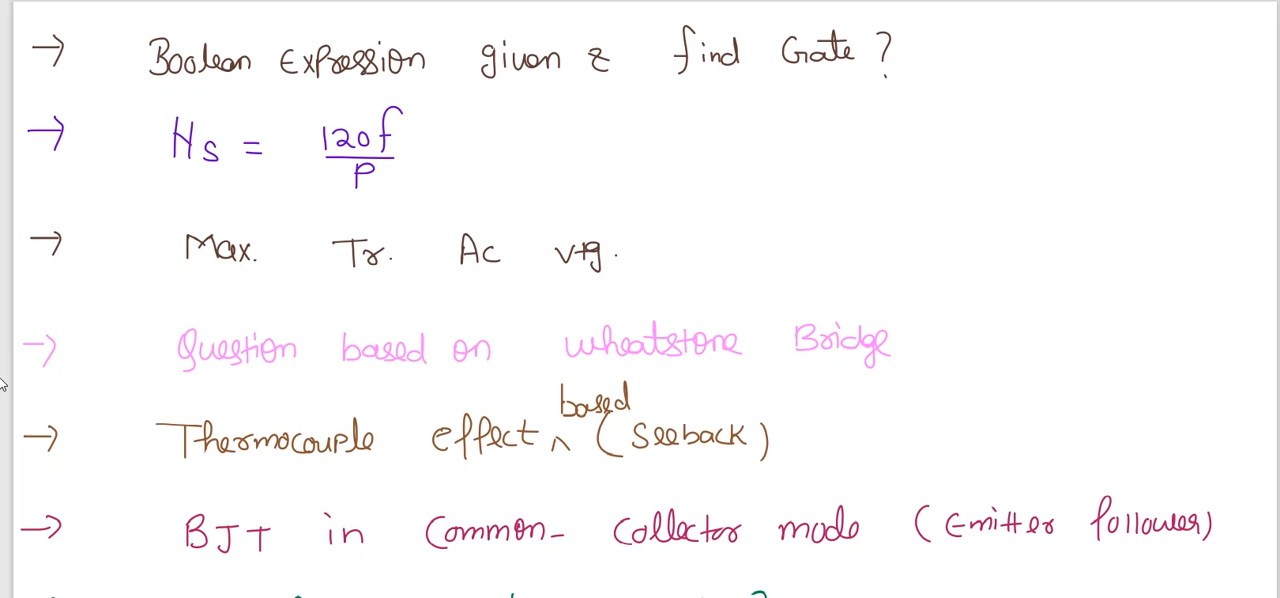 → Boolean Expression given & find Gate?
→ Ns = 120f / P
→ Max. Tr. Ac vtg.
→ Question based on wheatstone Bridge
→ Thermocouple effect ^ based (seeback)
→ BJT in Common- Collector mode (Emitter follower)